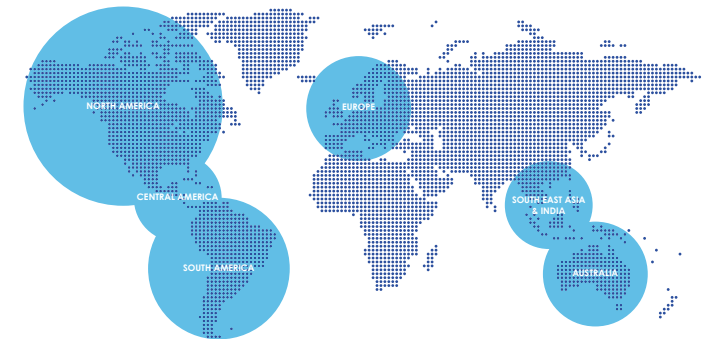 NORTH AMERICA
EUROPE
CENTRAL AMERICA
SOUTH EAST ASIA
& INDIA
SOUTH AMERICA
AUSTRALIA